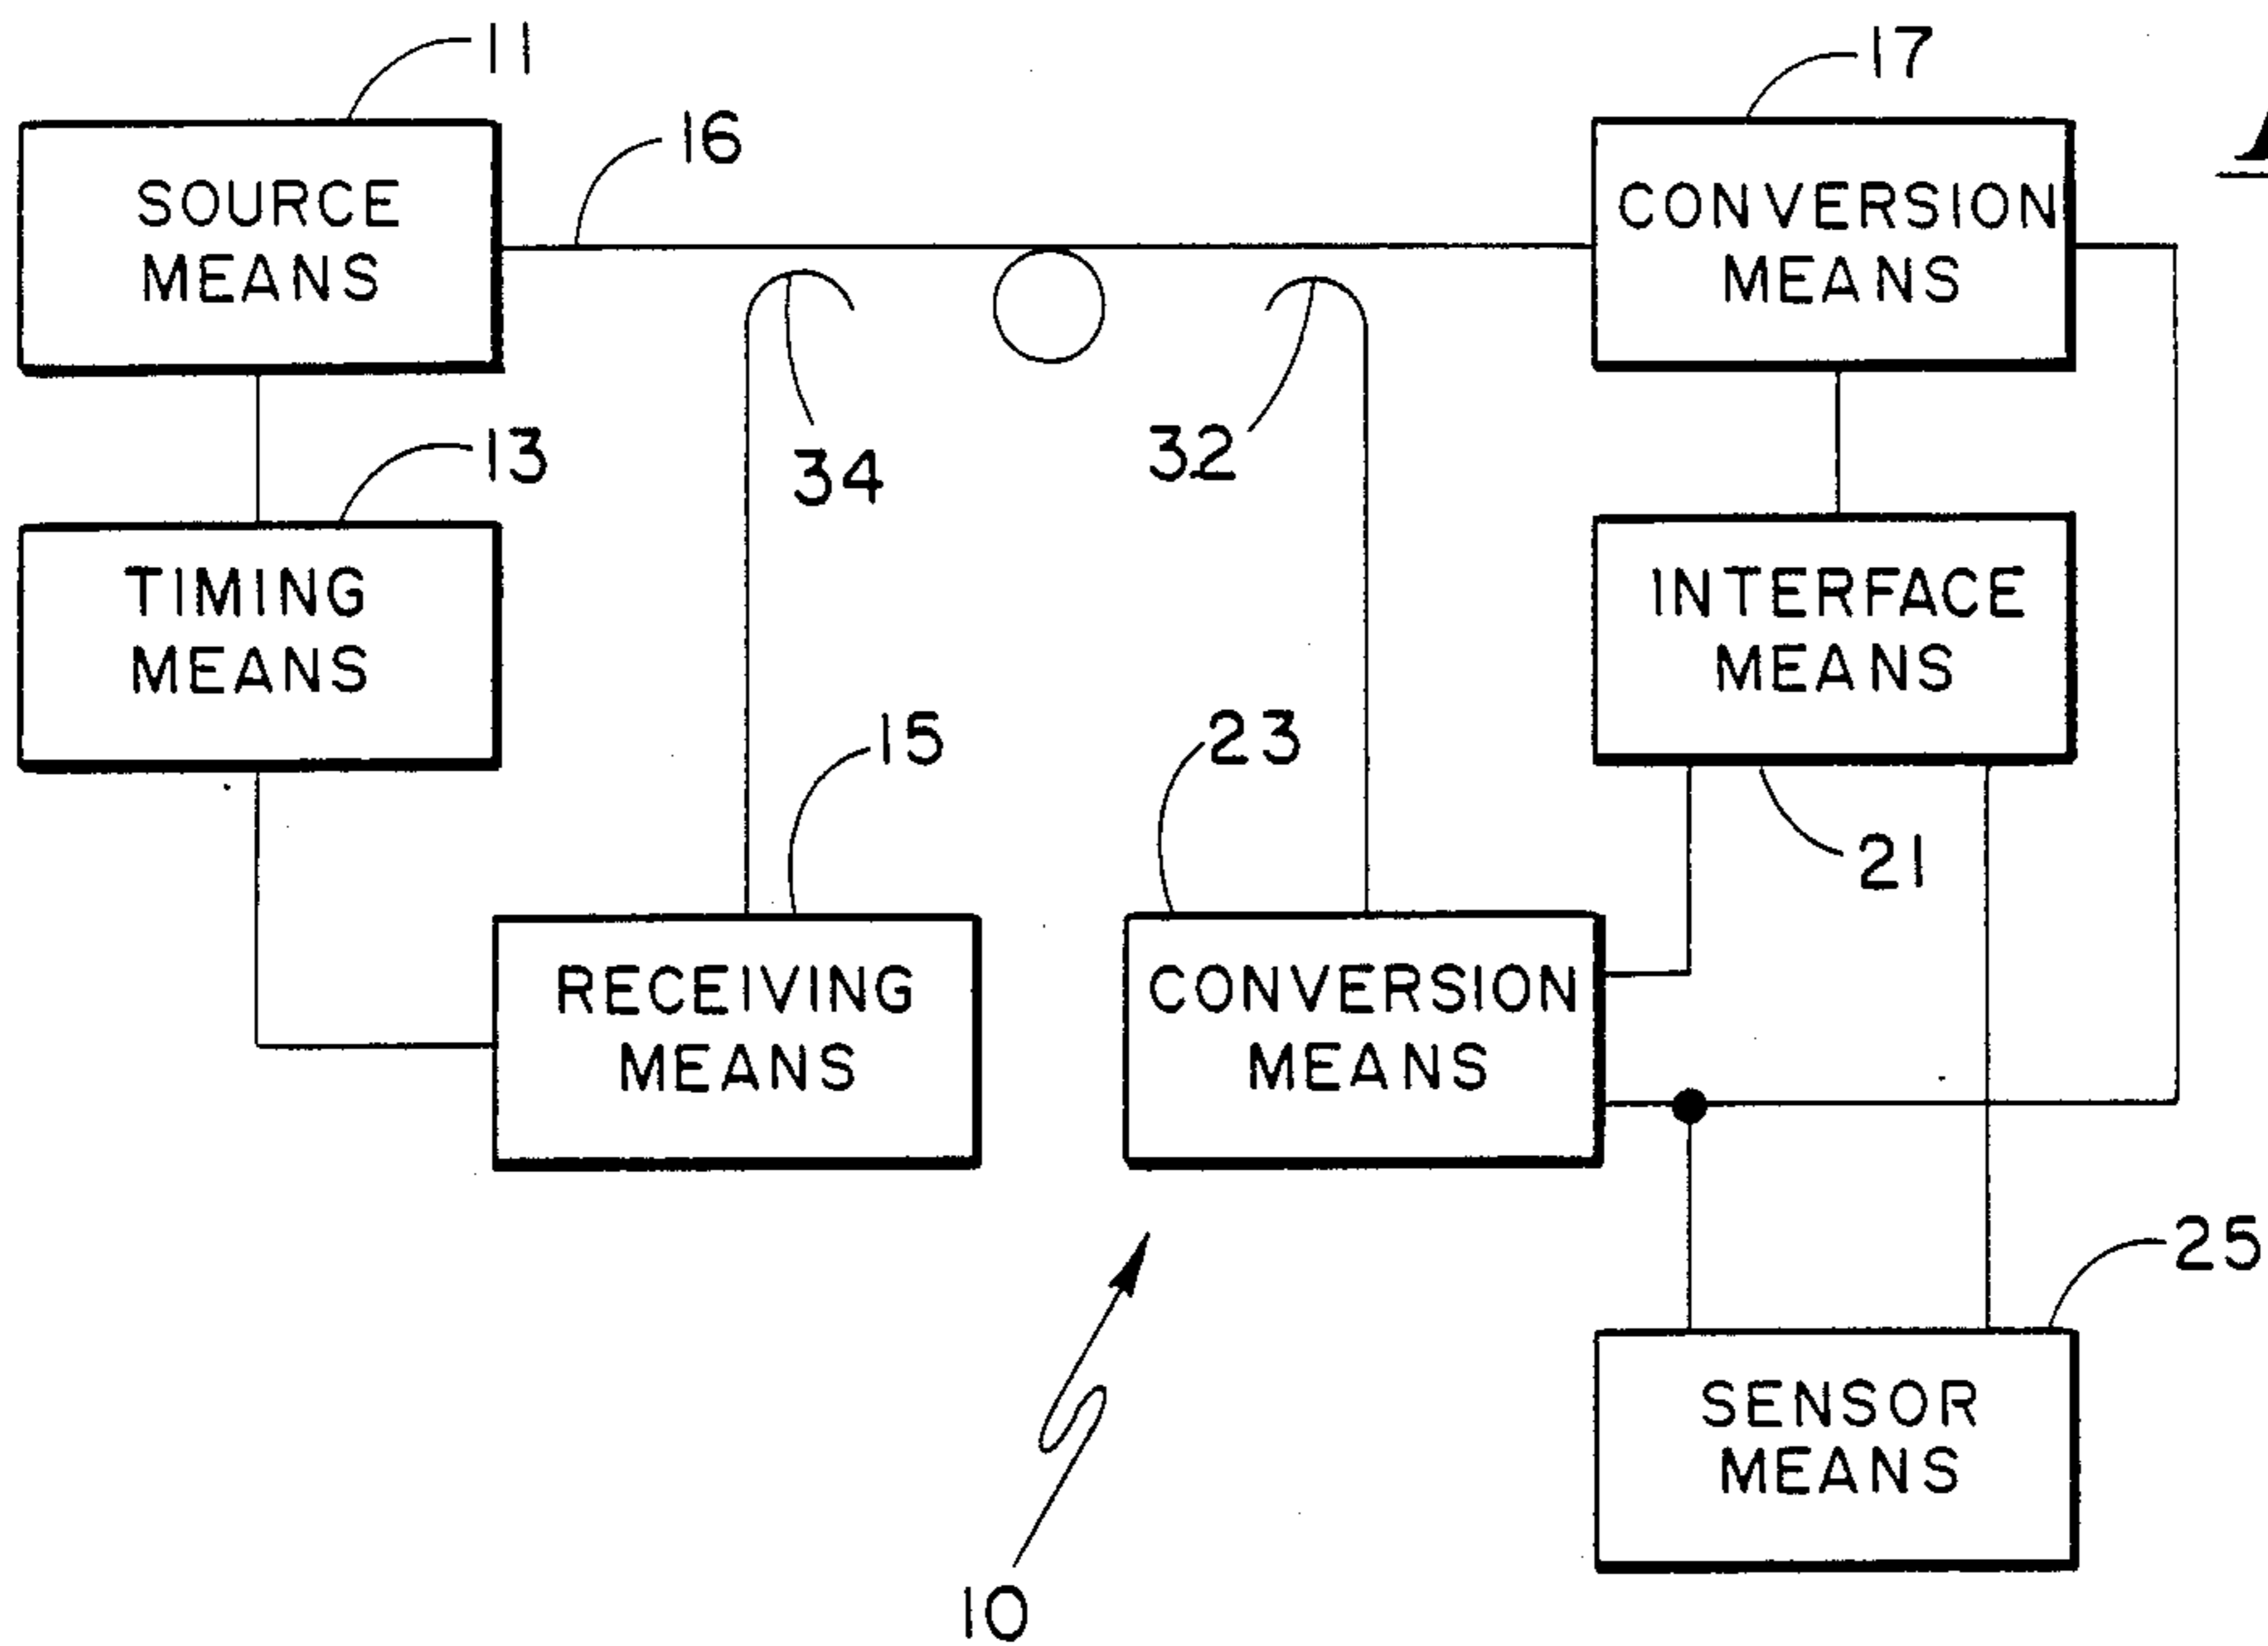 11
17
16
SOURCE
MEANS
CONVERSION
MEANS
13
34
32
TIMING
MEANS
INTERFACE
MEANS
15
23
21
RECEIVING
MEANS
CONVERSION
MEANS
25
SENSOR
MEANS
10